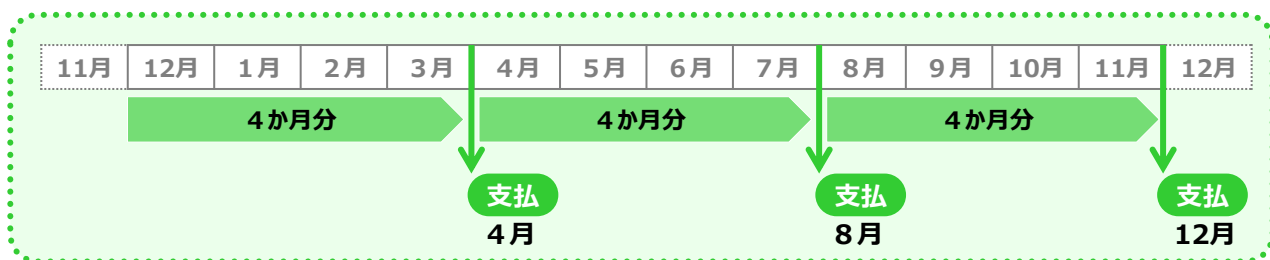 11月 12月 1月 2月 3月 4月 5月 6月 7月 8月 9月 10月 11月 12月
4か月分 4か月分 4か月分
支払 支払 支払
4月 8月 12月